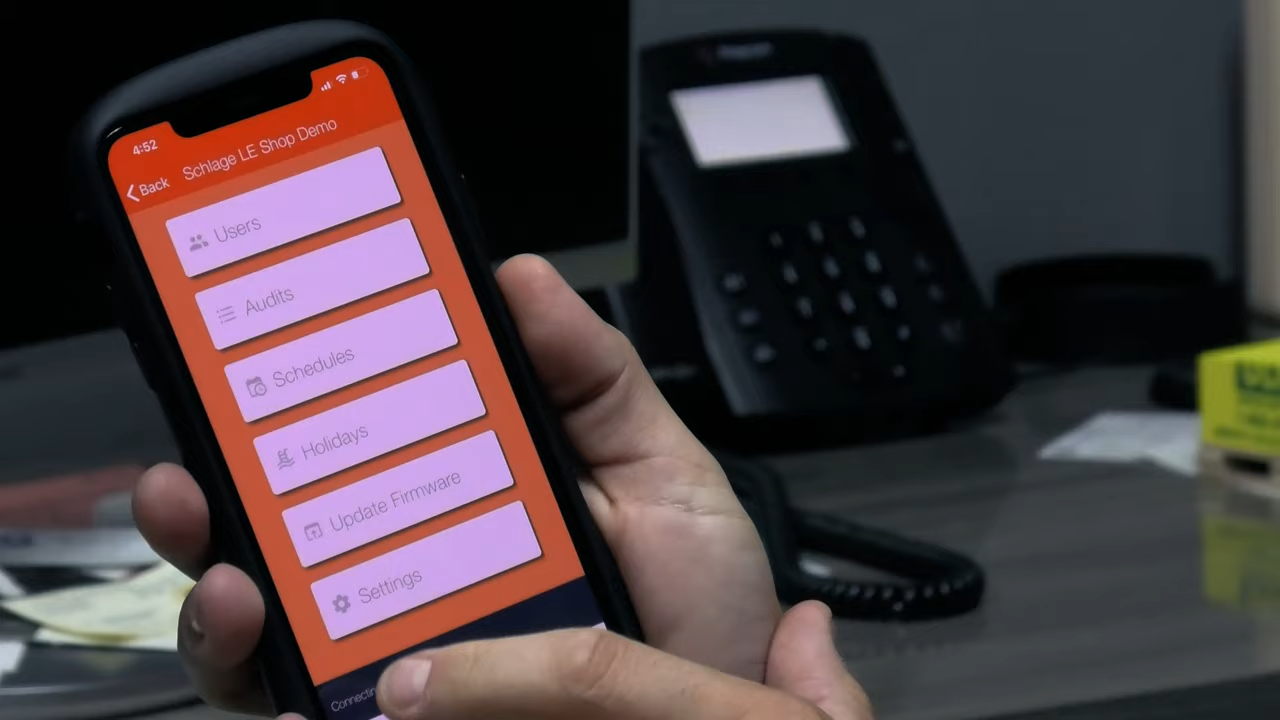 4:52
Back
Schlage LE Shop Demo
Users
Audits
Schedules
Holidays
Update Firmware
Settings